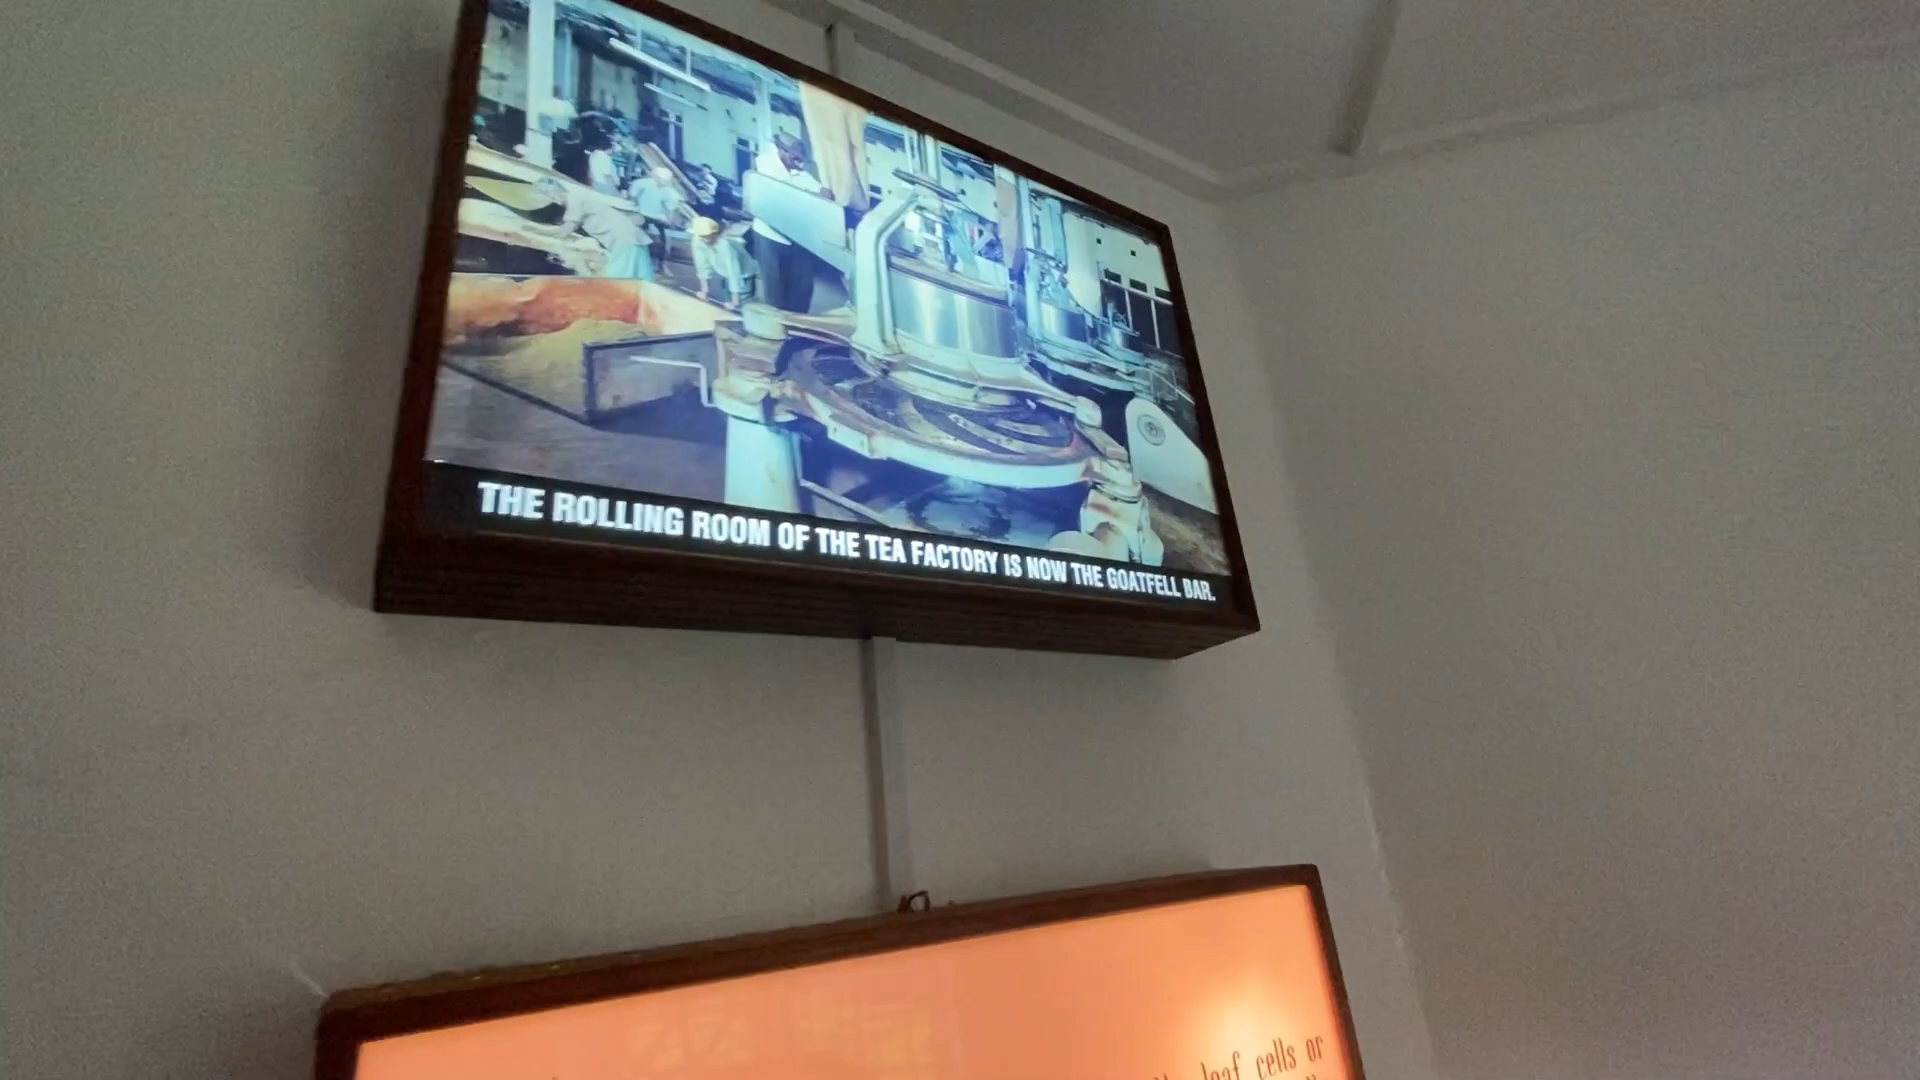 THE ROLLING ROOM OF THE TEA FACTORY IS NOW THE GOATFELL BAR.
leaf cells or